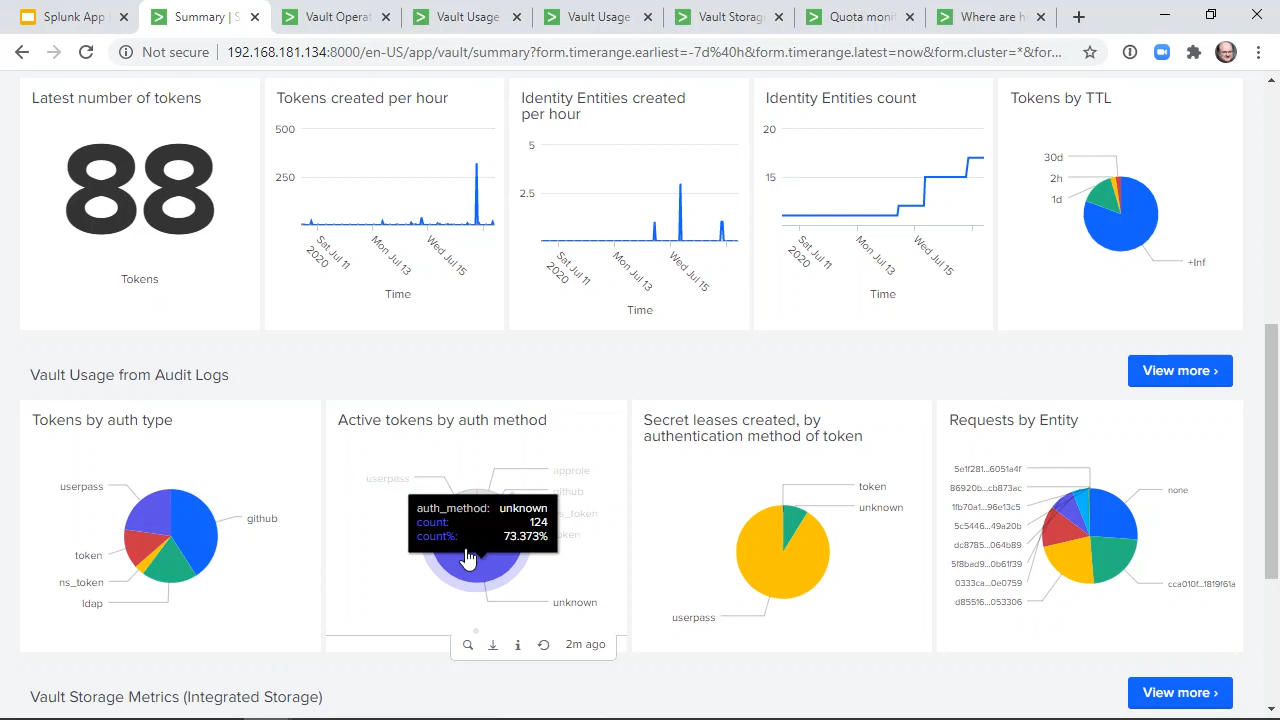 Splunk App
Summary | S
Vault Operat
Vault Usage
Vault Usage
Vault Storag
Quota monit
Where are h
Not secure
192.168.181.134:8000/en-US/app/vault/summary?form.timerange.earliest=-7d%40h&form.timerange.latest=now&form.cluster=*&fo...
Latest number of tokens
88
Tokens
Tokens created per hour
500
250
Sat Jul 11
2020
Mon Jul 13
Wed Jul 15
Time
Identity Entities created
per hour
5
2.5
Sat Jul 11
2020
Mon Jul 13
Wed Jul 15
Time
Identity Entities count
20
15
Sat Jul 11
2020
Mon Jul 13
Wed Jul 15
Time
Tokens by TTL
30d
2h
1d
+Inf
Vault Usage from Audit Logs
View more ›
Tokens by auth type
userpass
github
token
ns_token
ldap
Active tokens by auth method
userpass
approle
github
ns_token
token
auth_method: unknown
count: 124
count%: 73.373%
unknown
2m ago
Secret leases created, by
authentication method of token
token
unknown
userpass
Requests by Entity
5e1f281...6051a4f
86920b...cb873ac
1fb70a1...96e13c5
5c5446...49a20b
dc8785...064b89
5f8bad9...0b61f39
0333ca...0e0759
d85516...053306
none
cca010f...1819f61a
Vault Storage Metrics (Integrated Storage)
View more ›